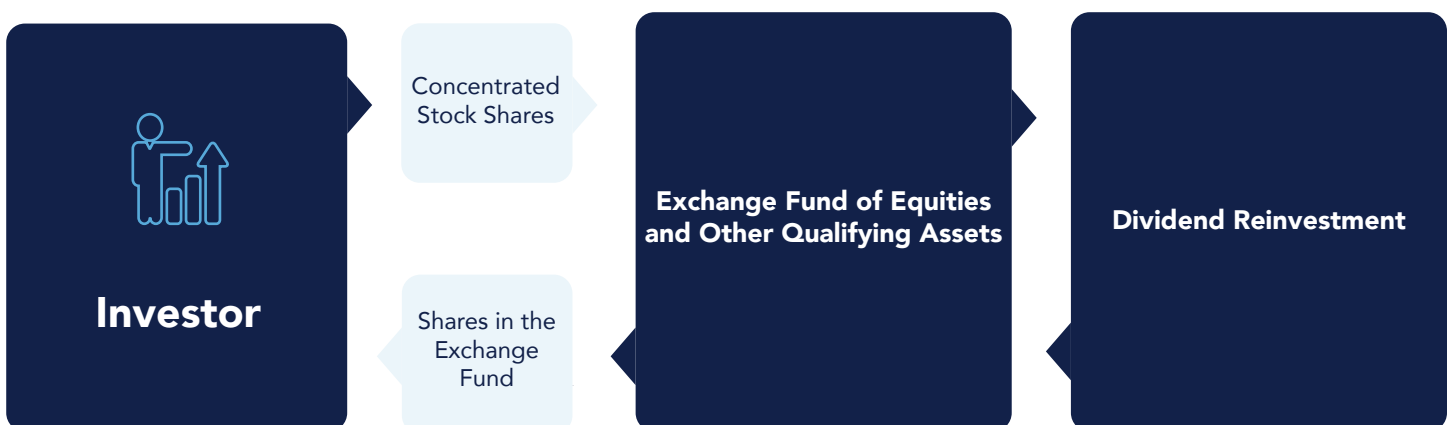 Investor
Concentrated
Stock Shares
Shares in the
Exchange
Fund
Exchange Fund of Equities
and Other Qualifying Assets
Dividend Reinvestment